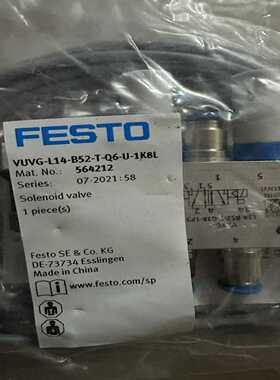 FESTO
VUVG-L14-B52-T-Q6-U-1K8L
Mat. No.: 564212
Series: 07-2021:58
Solenoid valve
1 piece(s)
Festo SE & Co. KG
DE-73734 Esslingen
Made in China
www.festo.com/sp